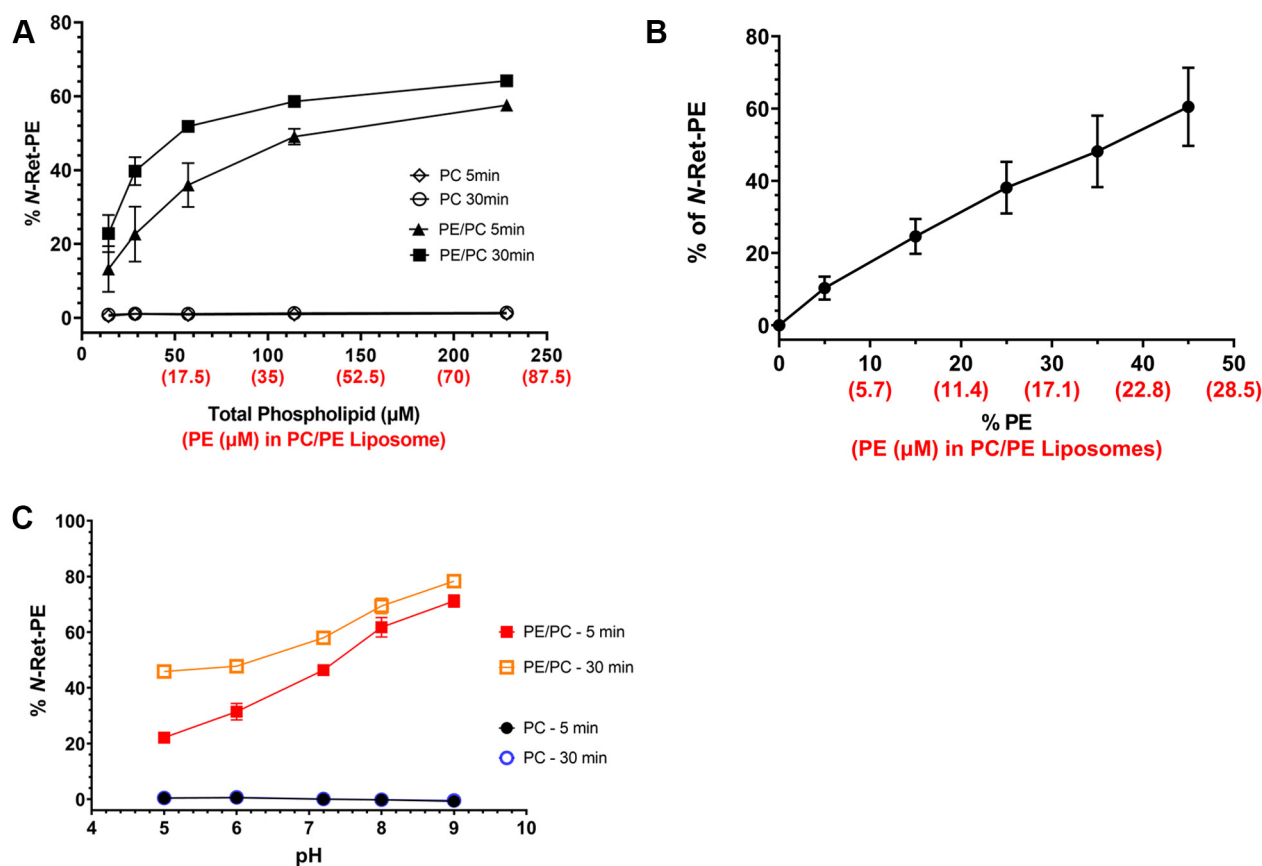 A
80
60
40
20
0
% N-Ret-PE
PC 5min
PC 30min
PE/PC 5min
PE/PC 30min
0 50 100 150 200 250
(17.5) (35) (52.5) (70) (87.5)
Total Phospholipid (µM)
(PE (µM) in PC/PE Liposome)
B
80
60
40
20
0
% of N-Ret-PE
0 10 20 30 40 50
(5.7) (11.4) (17.1) (22.8) (28.5)
% PE
(PE (µM) in PC/PE Liposomes)
C
100
80
60
40
20
0
% N-Ret-PE
PE/PC - 5 min
PE/PC - 30 min
PC - 5 min
PC - 30 min
4 5 6 7 8 9 10
pH